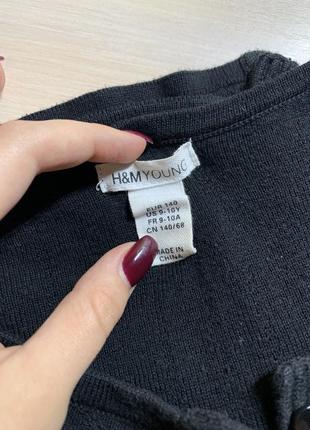 H&MYOUNG
EUR 140
US 9-10Y
FR 9-10A
CN 140/68
MADE IN
CHINA